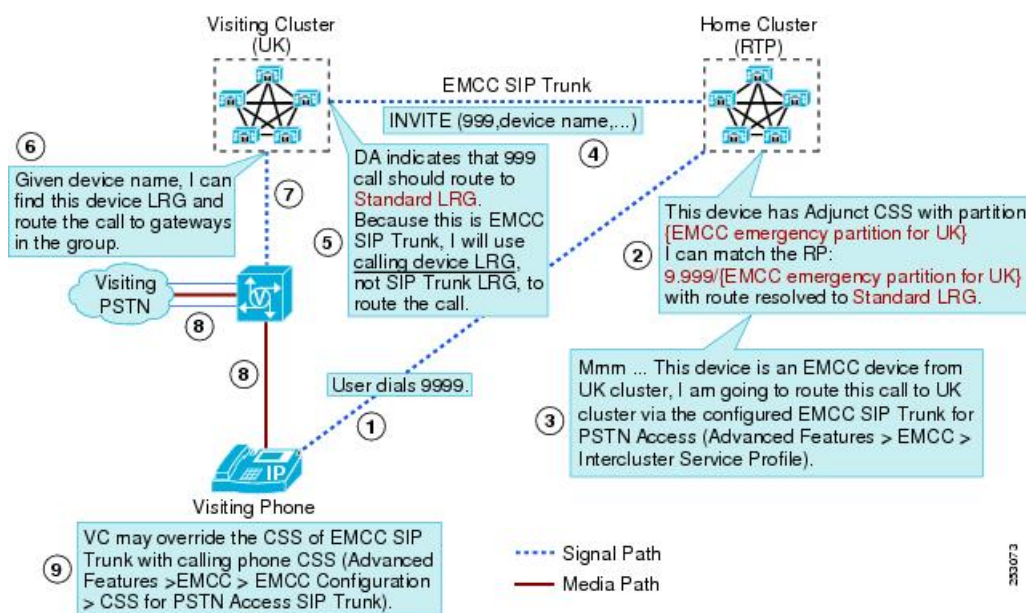 Visiting Cluster
(UK)
Home Cluster
(RTP)
EMCC SIP Trunk
INVITE (999,device name,...)
4
6
Given device name, I can
find this device LRG and
route the call to gateways
in the group.
7
5
DA indicates that 999
call should route to
Standard LRG.
Because this is EMCC
SIP Trunk, I will use
calling device LRG,
not SIP Trunk LRG, to
route the call.
2
This device has Adjunct CSS with partition
{EMCC emergency partition for UK}
I can match the RP:
9.999/{EMCC emergency partition for UK}
with route resolved to Standard LRG.
Visiting
PSTN
V
8
8
User dials 9999.
1
3
Mmm ... This device is an EMCC device from
UK cluster, I am going to route this call to UK
cluster via the configured EMCC SIP Trunk for
PSTN Access (Advanced Features > EMCC >
Intercluster Service Profile).
IP
Visiting Phone
9
VC may override the CSS of EMCC SIP
Trunk with calling phone CSS (Advanced
Features >EMCC > EMCC Configuration
> CSS for PSTN Access SIP Trunk).
Signal Path
Media Path
253073